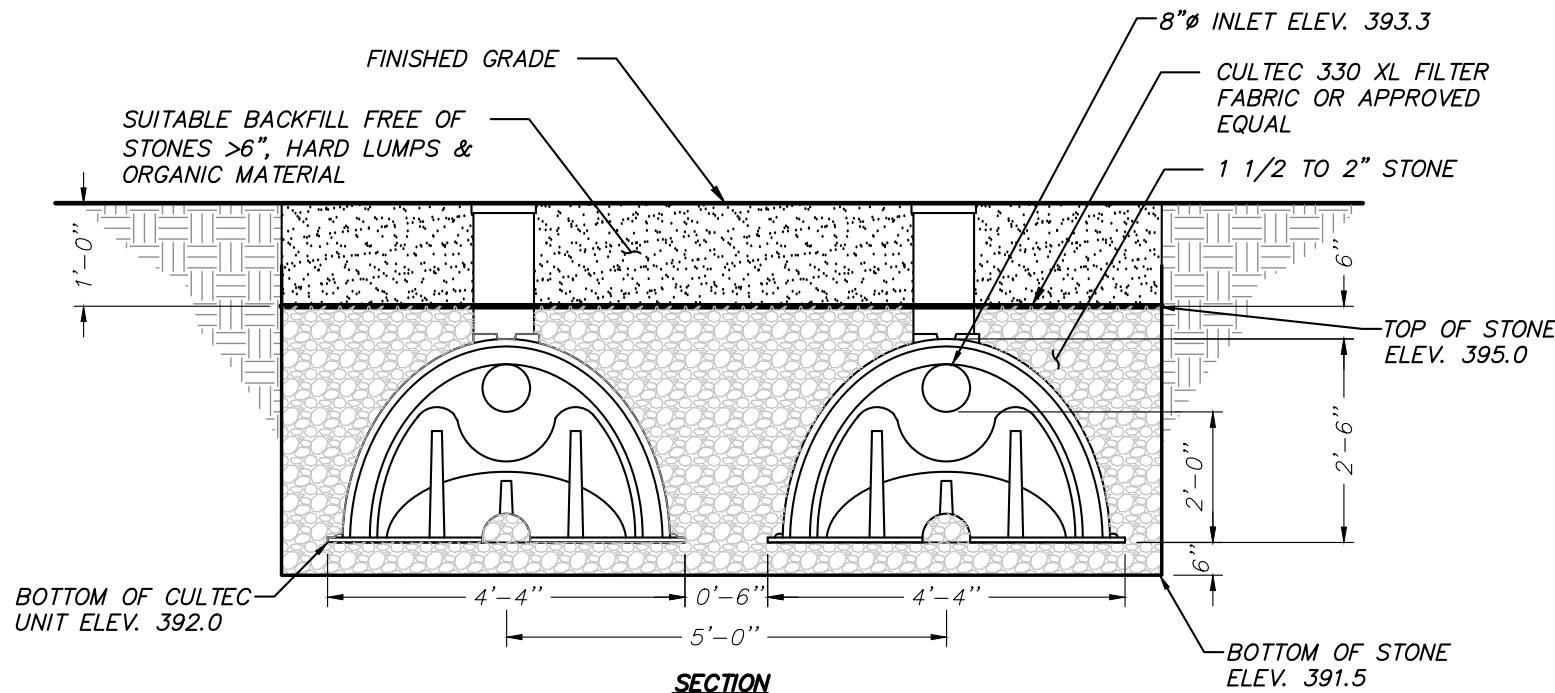 8"ø INLET ELEV. 393.3
FINISHED GRADE
CULTEC 330 XL FILTER
FABRIC OR APPROVED
EQUAL
SUITABLE BACKFILL FREE OF
STONES >6", HARD LUMPS &
ORGANIC MATERIAL
1 1/2 TO 2" STONE
1'-0"
6"
TOP OF STONE
ELEV. 395.0
2'-6"
2'-0"
6"
BOTTOM OF CULTEC
UNIT ELEV. 392.0
4'-4"
0'-6"
4'-4"
5'-0"
BOTTOM OF STONE
ELEV. 391.5
SECTION